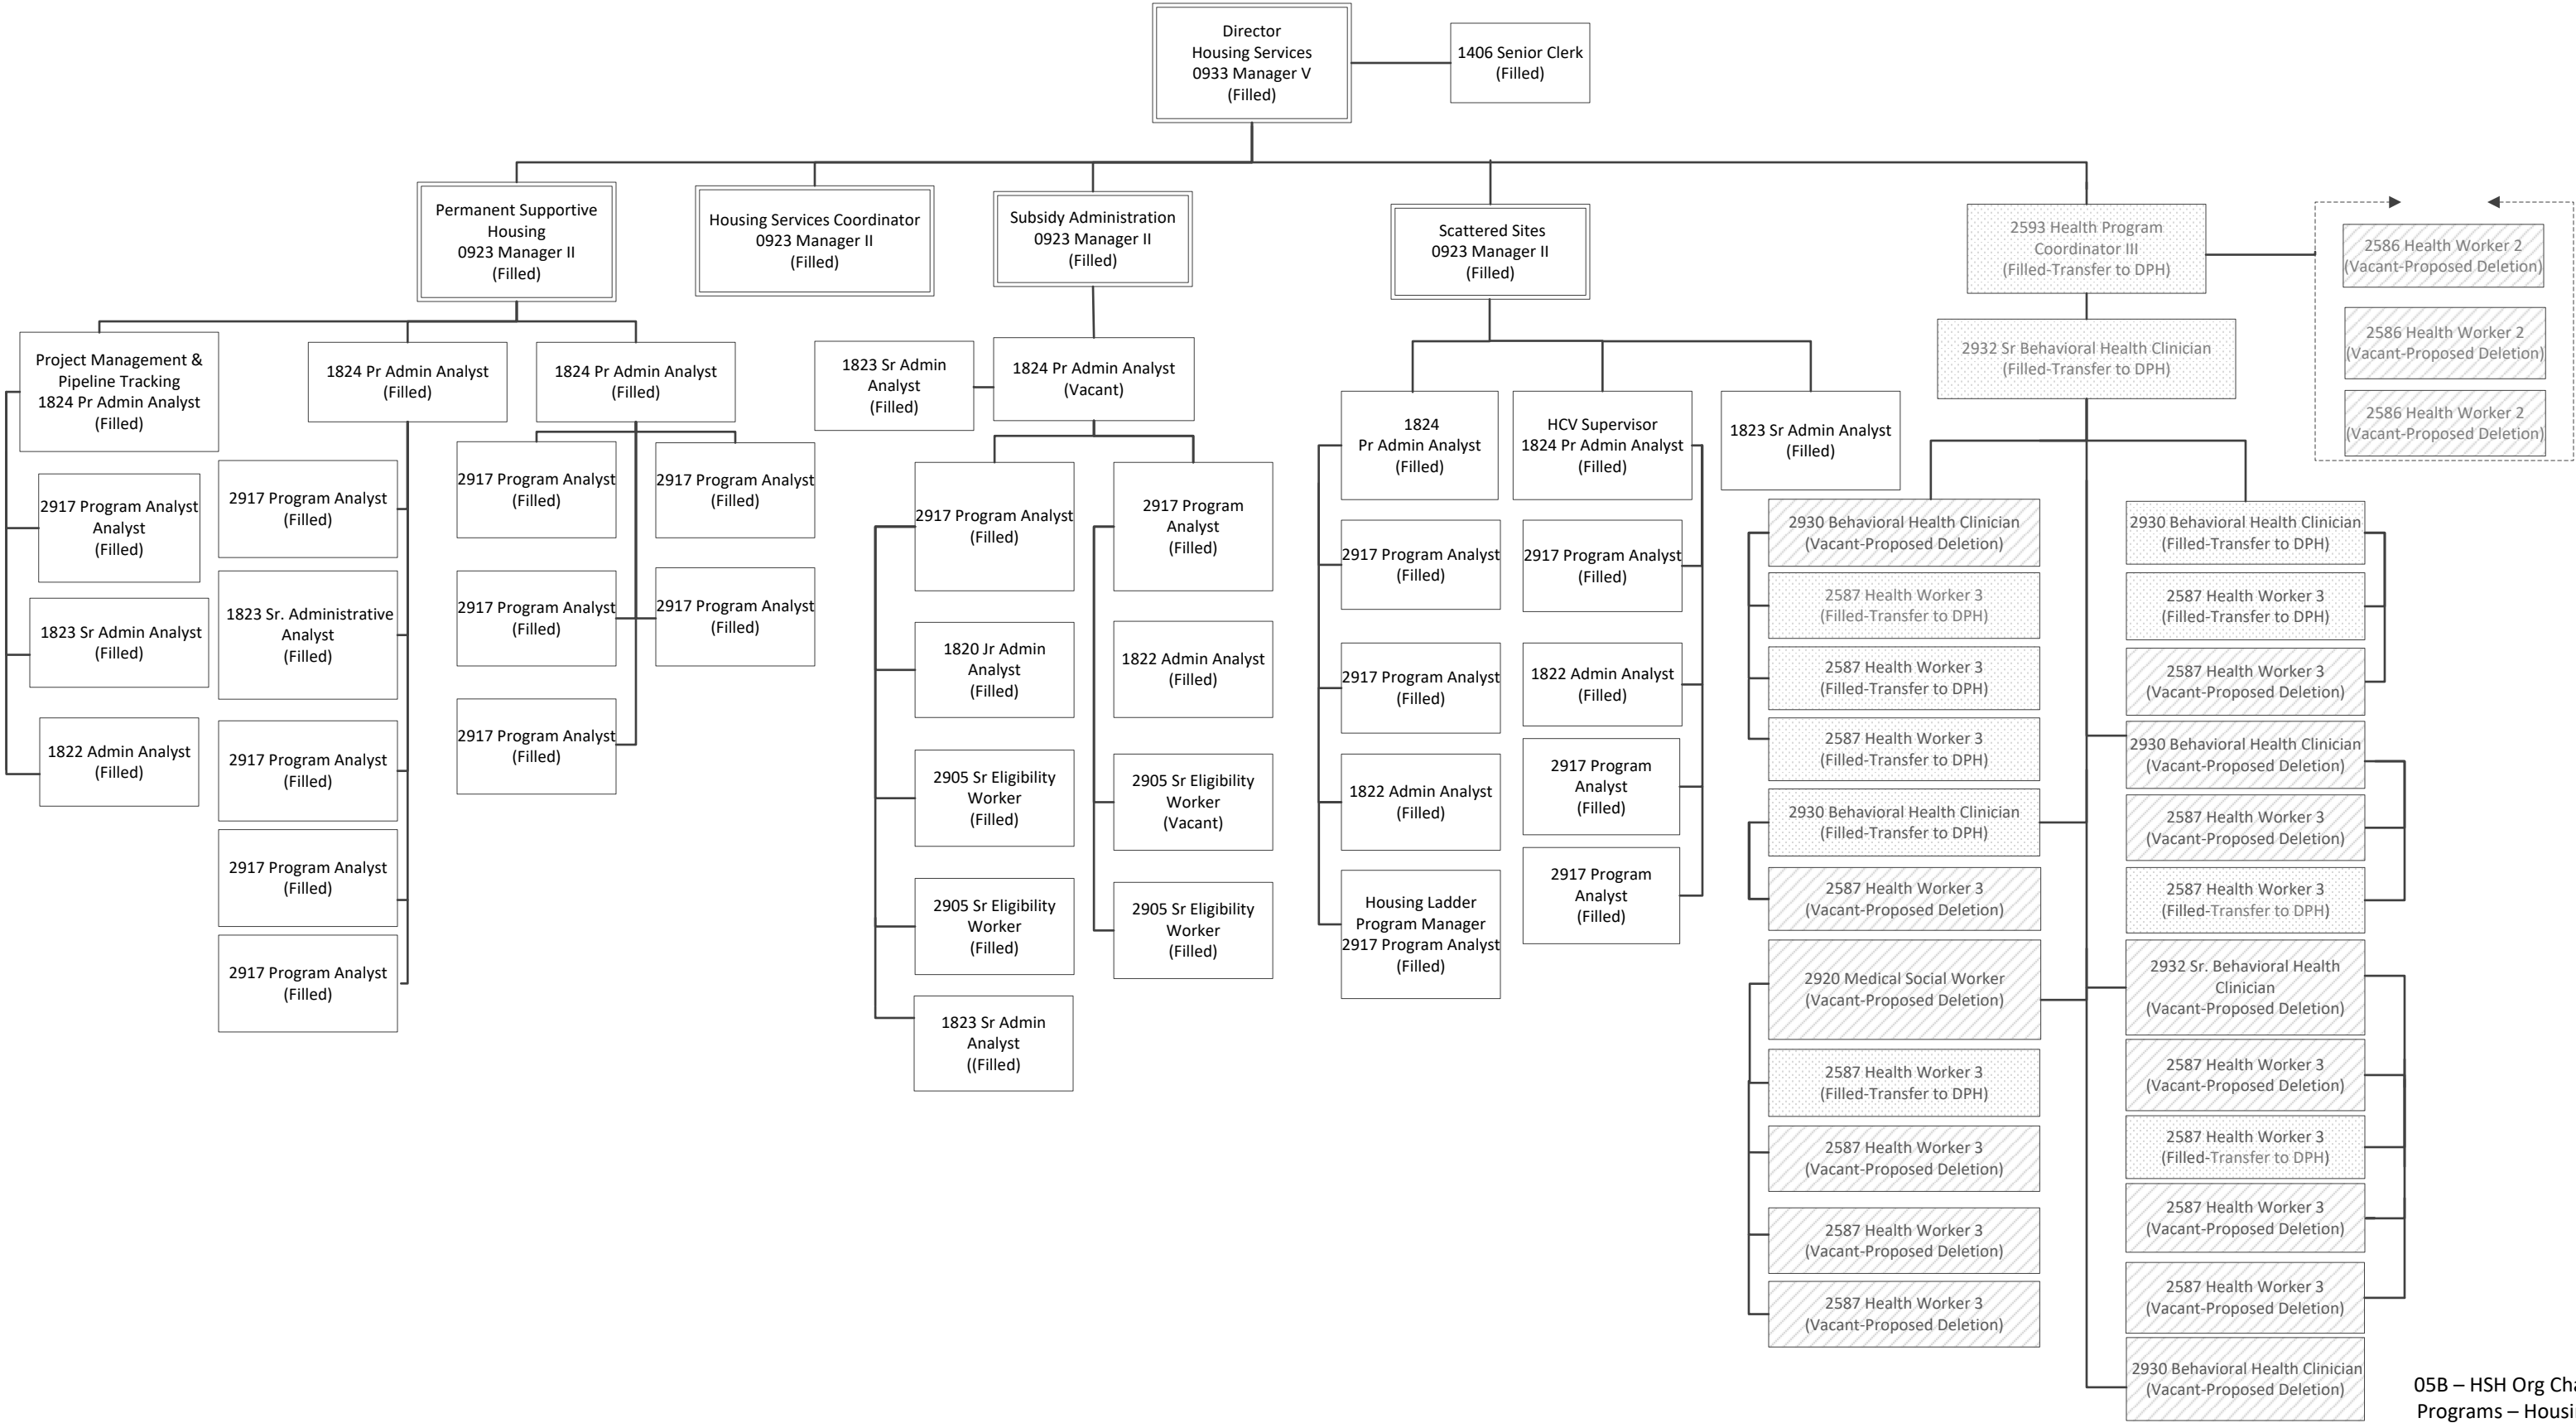 Director
Housing Services
0933 Manager V
(Filled)
1406 Senior Clerk
(Filled)
Permanent Supportive
Housing
0923 Manager II
(Filled)
Housing Services Coordinator
0923 Manager II
(Filled)
Subsidy Administration
0923 Manager II
(Filled)
Scattered Sites
0923 Manager II
(Filled)
2593 Health Program
Coordinator III
(Filled-Transfer to DPH)
2586 Health Worker 2
(Vacant-Proposed Deletion)
2586 Health Worker 2
(Vacant-Proposed Deletion)
2586 Health Worker 2
(Vacant-Proposed Deletion)
2932 Sr Behavioral Health Clinician
(Filled-Transfer to DPH)
Project Management &
Pipeline Tracking
1824 Pr Admin Analyst
(Filled)
2917 Program Analyst
Analyst
(Filled)
1823 Sr Admin Analyst
(Filled)
1822 Admin Analyst
(Filled)
1824 Pr Admin Analyst
(Filled)
2917 Program Analyst
(Filled)
1823 Sr. Administrative
Analyst
(Filled)
2917 Program Analyst
(Filled)
2917 Program Analyst
(Filled)
2917 Program Analyst
(Filled)
1824 Pr Admin Analyst
(Filled)
2917 Program Analyst
(Filled)
2917 Program Analyst
(Filled)
2917 Program Analyst
(Filled)
2917 Program Analyst
(Filled)
2917 Program Analyst
(Filled)
1823 Sr Admin
Analyst
(Filled)
1824 Pr Admin Analyst
(Vacant)
2917 Program Analyst
(Filled)
1820 Jr Admin
Analyst
(Filled)
2905 Sr Eligibility
Worker
(Filled)
2905 Sr Eligibility
Worker
(Filled)
1823 Sr Admin
Analyst
((Filled)
2917 Program
Analyst
(Filled)
1822 Admin Analyst
(Filled)
2905 Sr Eligibility
Worker
(Vacant)
2905 Sr Eligibility
Worker
(Filled)
1824
Pr Admin Analyst
(Filled)
2917 Program Analyst
(Filled)
2917 Program Analyst
(Filled)
1822 Admin Analyst
(Filled)
Housing Ladder
Program Manager
2917 Program Analyst
(Filled)
HCV Supervisor
1824 Pr Admin Analyst
(Filled)
2917 Program Analyst
(Filled)
1822 Admin Analyst
(Filled)
2917 Program
Analyst
(Filled)
2917 Program
Analyst
(Filled)
1823 Sr Admin Analyst
(Filled)
2930 Behavioral Health Clinician
(Vacant-Proposed Deletion)
2587 Health Worker 3
(Filled-Transfer to DPH)
2587 Health Worker 3
(Filled-Transfer to DPH)
2587 Health Worker 3
(Filled-Transfer to DPH)
2930 Behavioral Health Clinician
(Filled-Transfer to DPH)
2587 Health Worker 3
(Vacant-Proposed Deletion)
2920 Medical Social Worker
(Vacant-Proposed Deletion)
2587 Health Worker 3
(Filled-Transfer to DPH)
2587 Health Worker 3
(Vacant-Proposed Deletion)
2587 Health Worker 3
(Vacant-Proposed Deletion)
2587 Health Worker 3
(Vacant-Proposed Deletion)
2930 Behavioral Health Clinician
(Filled-Transfer to DPH)
2587 Health Worker 3
(Filled-Transfer to DPH)
2587 Health Worker 3
(Vacant-Proposed Deletion)
2930 Behavioral Health Clinician
(Vacant-Proposed Deletion)
2587 Health Worker 3
(Vacant-Proposed Deletion)
2587 Health Worker 3
(Filled-Transfer to DPH)
2932 Sr. Behavioral Health
Clinician
(Vacant-Proposed Deletion)
2587 Health Worker 3
(Vacant-Proposed Deletion)
2587 Health Worker 3
(Filled-Transfer to DPH)
2587 Health Worker 3
(Vacant-Proposed Deletion)
2587 Health Worker 3
(Vacant-Proposed Deletion)
2930 Behavioral Health Clinician
(Vacant-Proposed Deletion)
05B – HSH Org
Programs –